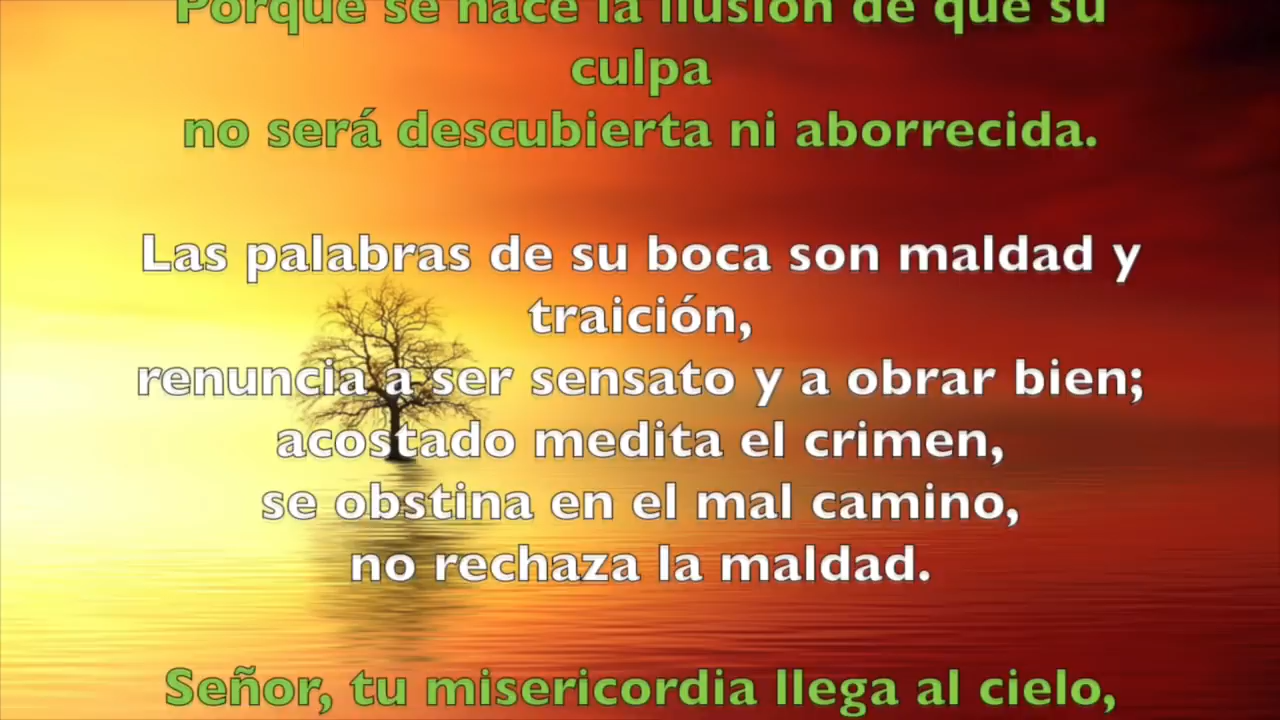 Porque se hace la ilusión de que su
culpa
no será descubierta ni aborrecida.
Las palabras de su boca son maldad y
traición,
renuncia a ser sensato y a obrar bien;
acostado medita el crimen,
se obstina en el mal camino,
no rechaza la maldad.
Señor, tu misericordia llega al cielo,